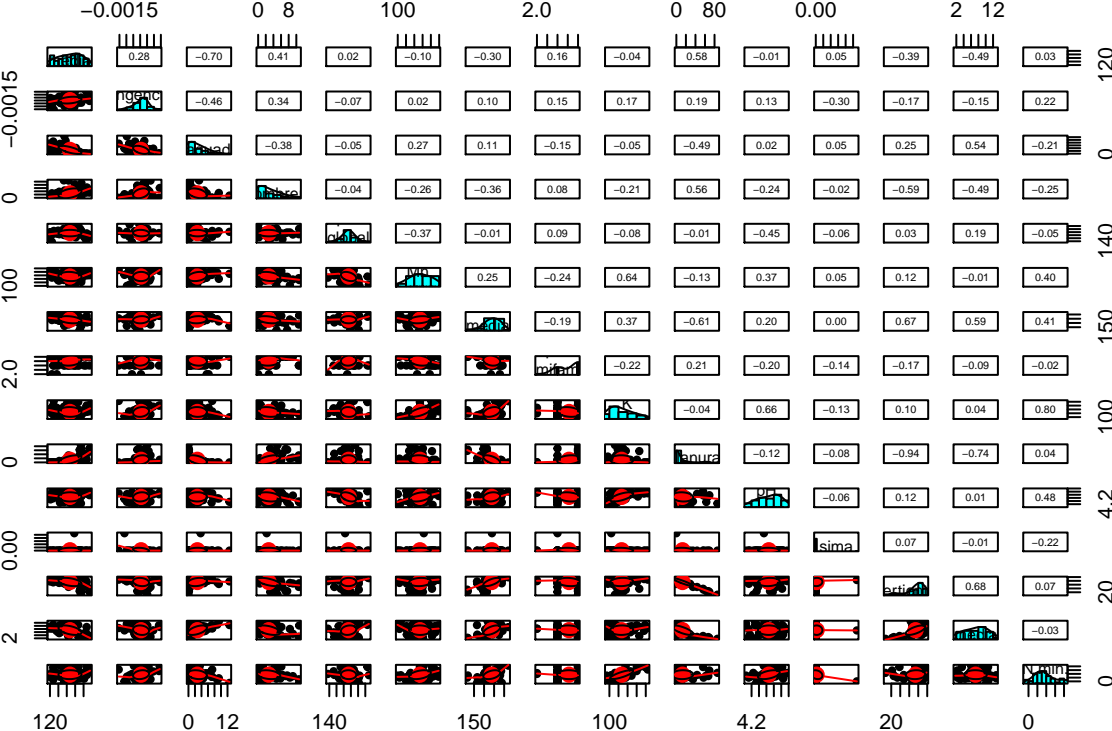 −0.0015 0 8 100 2.0 0 80 0.00 2 12
0.28 −0.70 0.41 0.02 −0.10 −0.30 0.16 −0.04 0.58 −0.01 0.05 −0.39 −0.49 0.03 120
−0.0015 −0.46 0.34 −0.07 0.02 0.10 0.15 0.17 0.19 0.13 −0.30 −0.17 −0.15 0.22
−0.38 −0.05 0.27 0.11 −0.15 −0.05 −0.49 0.02 0.05 0.25 0.54 −0.21 0
0 −0.04 −0.26 −0.36 0.08 −0.21 0.56 −0.24 −0.02 −0.59 −0.49 −0.25
global −0.37 −0.01 0.09 −0.08 −0.01 −0.45 −0.06 0.03 0.19 −0.05 140
100 0.25 −0.24 0.64 −0.13 0.37 0.05 0.12 −0.01 0.40
−0.19 0.37 −0.61 0.20 0.00 0.67 0.59 0.41 150
2.0 −0.22 0.21 −0.20 −0.14 −0.17 −0.09 −0.02
K −0.04 0.66 −0.13 0.10 0.04 0.80 100
0 anura −0.12 −0.08 −0.94 −0.74 0.04
pH −0.06 0.12 0.01 0.48 4.2
0.00 sima 0.07 −0.01 −0.22
0.68 0.07 20
2 −0.03
N min 0
120 0 12 140 150 100 4.2 20 0